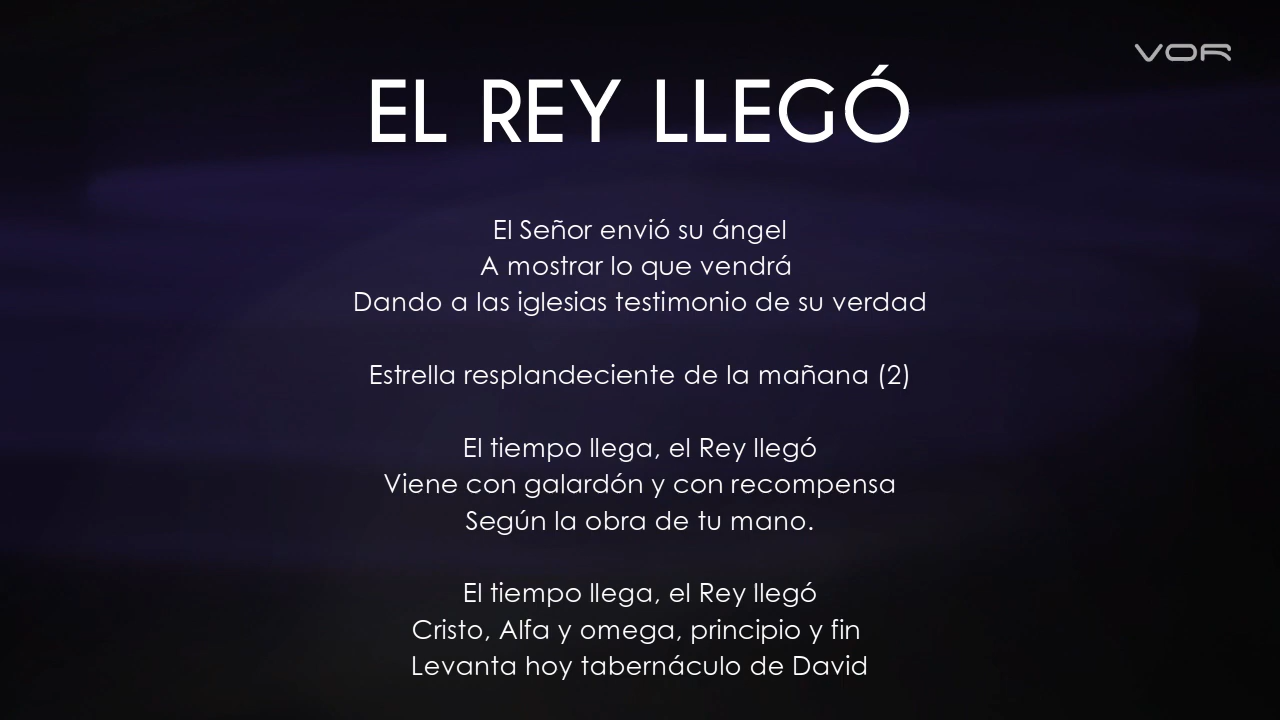 VOR
EL REY LLEGÓ
El Señor envió su ángel
A mostrar lo que vendrá
Dando a las iglesias testimonio de su verdad
Estrella resplandeciente de la mañana (2)
El tiempo llega, el Rey llegó
Viene con galardón y con recompensa
Según la obra de tu mano.
El tiempo llega, el Rey llegó
Cristo, Alfa y omega, principio y fin
Levanta hoy tabernáculo de David